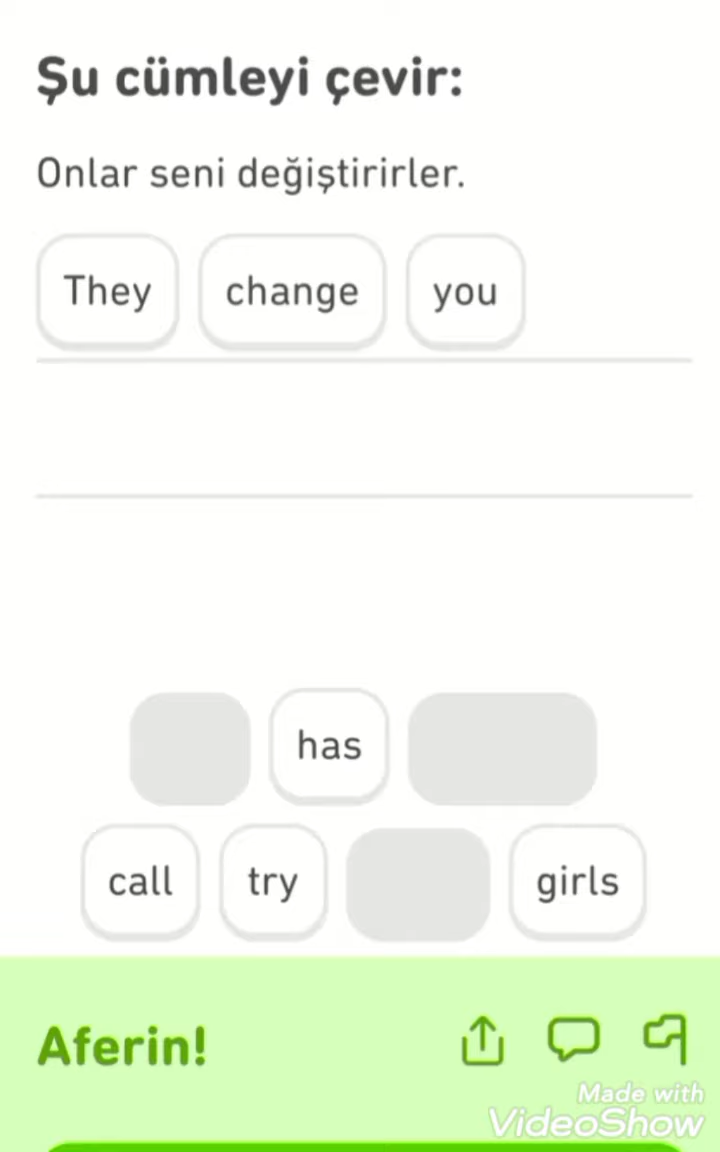 Şu cümleyi çevir:
Onlar seni değiştirirler.
They change you
has
call try girls
Aferin!
Made with
VideoShow